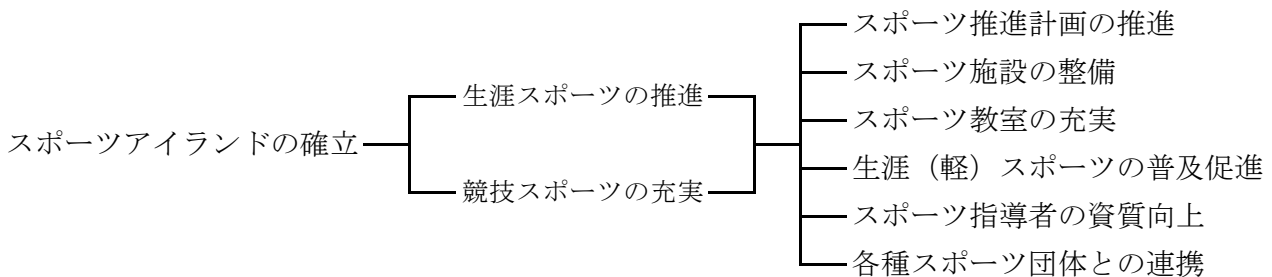 スポーツアイランドの確立
生涯スポーツの推進
競技スポーツの充実
スポーツ推進計画の推進
スポーツ施設の整備
スポーツ教室の充実
生涯（軽）スポーツの普及促進
スポーツ指導者の資質向上
各種スポーツ団体との連携